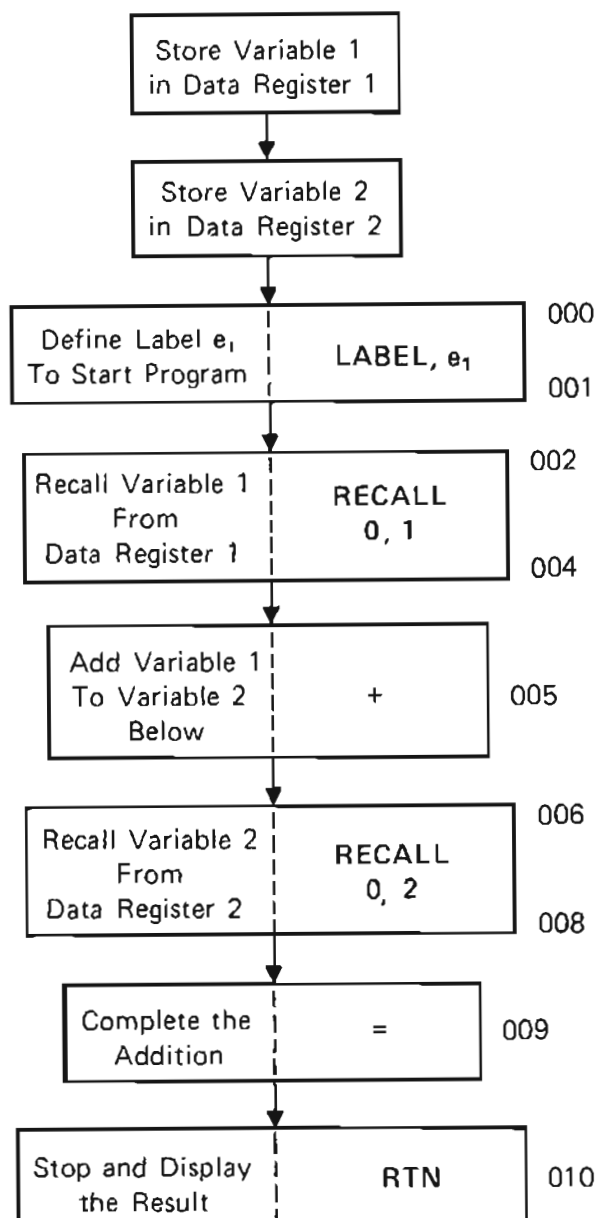 Store Variable 1
in Data Register 1
Store Variable 2
in Data Register 2
Define Label e₁
To Start Program
LABEL, e₁
000
001
Recall Variable 1
From
Data Register 1
RECALL
0, 1
002
004
Add Variable 1
To Variable 2
Below
+
005
Recall Variable 2
From
Data Register 2
RECALL
0, 2
006
008
Complete the
Addition
=
009
Stop and Display
the Result
RTN
010